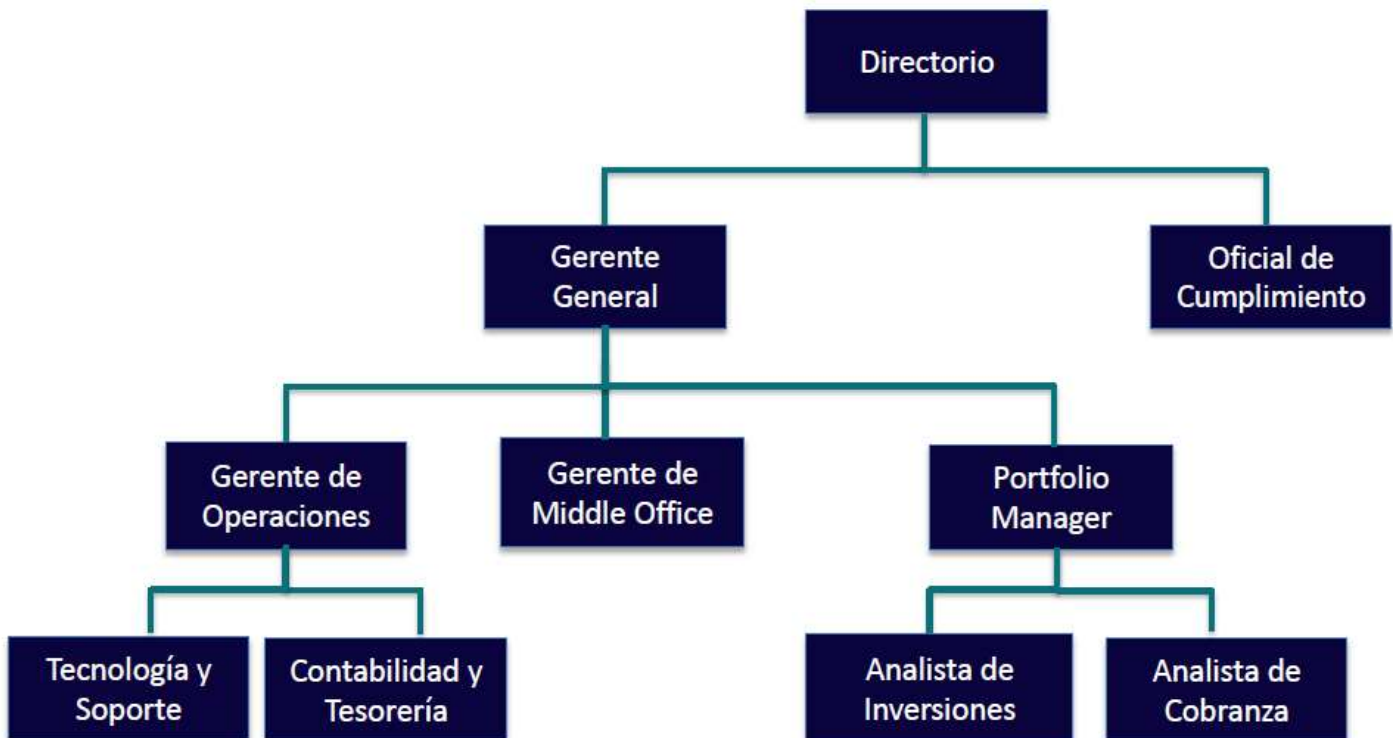 Directorio
Gerente
General
Oficial de
Cumplimiento
Gerente de
Operaciones
Gerente de
Middle Office
Portfolio
Manager
Tecnología y
Soporte
Contabilidad y
Tesorería
Analista de
Inversiones
Analista de
Cobranza